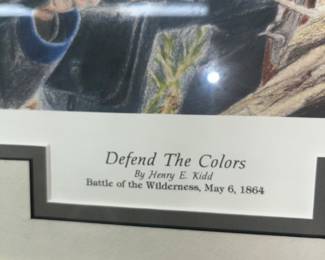 Defend The Colors
By Henry E. Kidd
Battle of the Wilderness, May 6, 1864